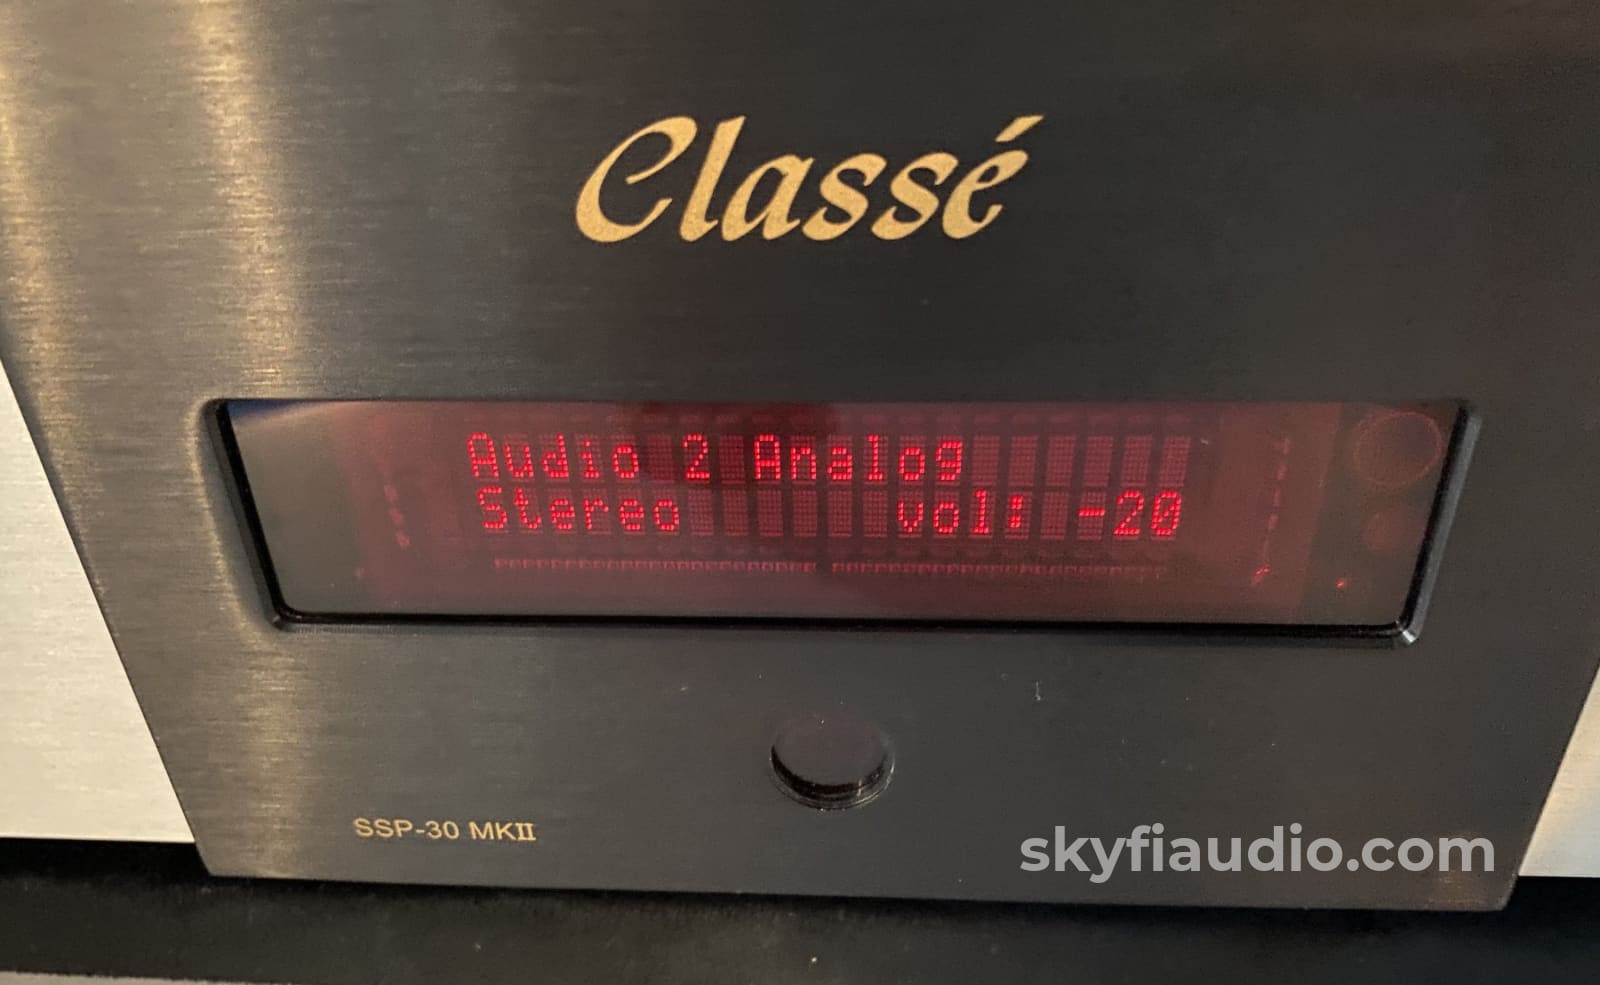 Classé
Audio 2 Analog
Stereo vol: -20
SSP-30 MKII
skyfiaudio.com